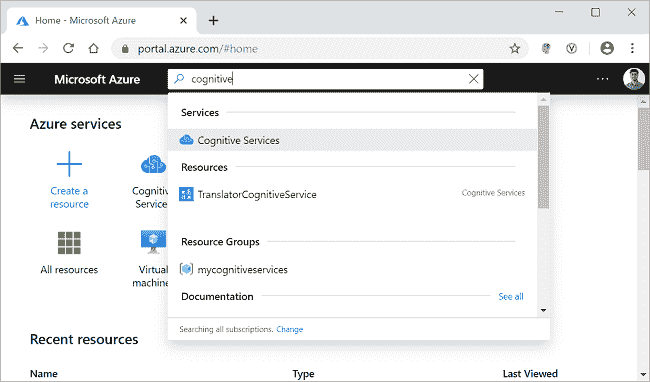 Home - Microsoft Azure
portal.azure.com/#home
Microsoft Azure
cognitive
Azure services
Create a
resource
Cogni
Servic
All resources
Virtual
machine
Services
Cognitive Services
Resources
TranslatorCognitiveService Cognitive Services
Resource Groups
mycognitiveservices
Documentation See all
Searching all subscriptions. Change
Recent resources
Name Type Last Viewed